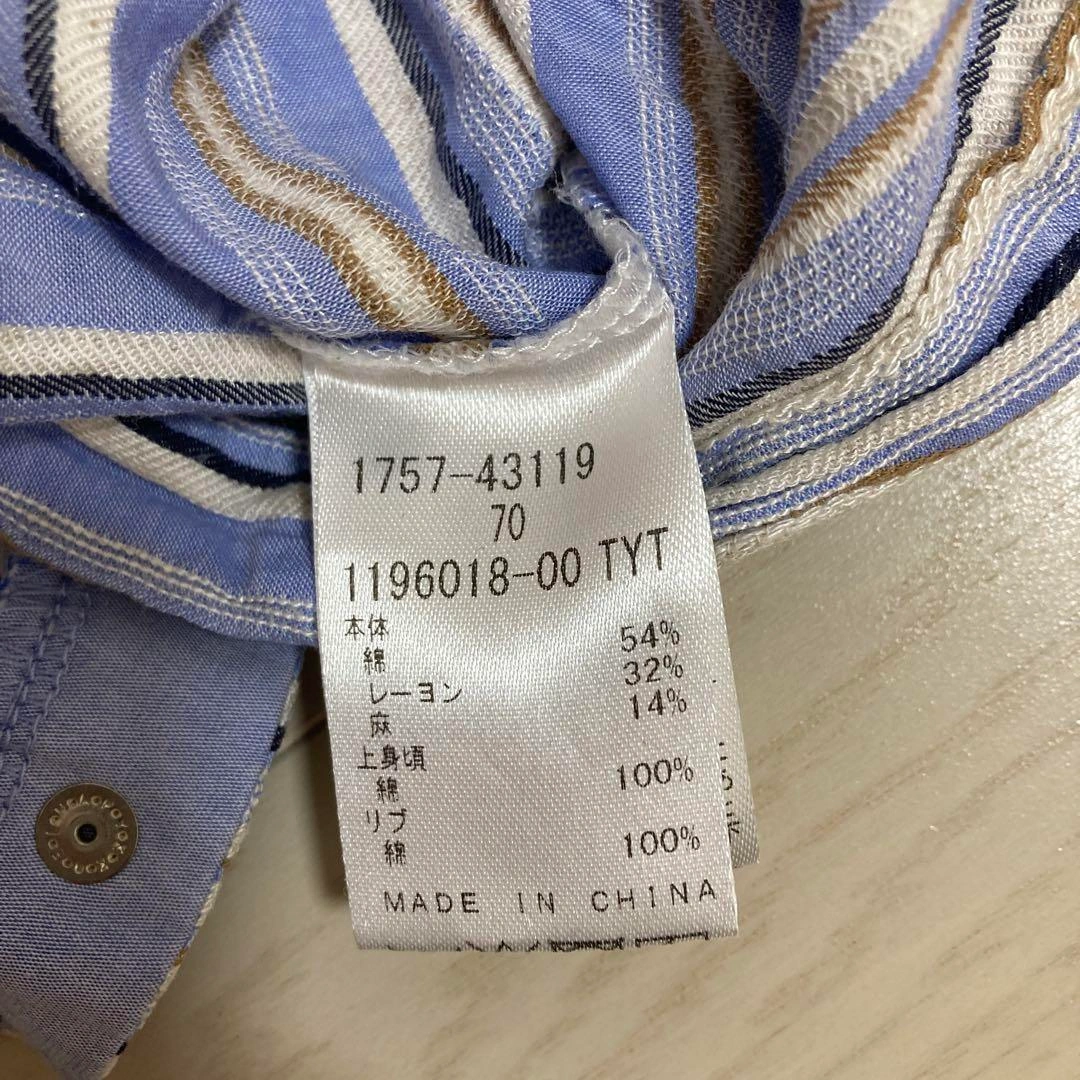 1757-43119
70
1196018-00 TYT
本体
綿 54%
レーヨン 32%
麻 14%
上身頃
綿 100%
リブ
綿 100%
MADE IN CHINA